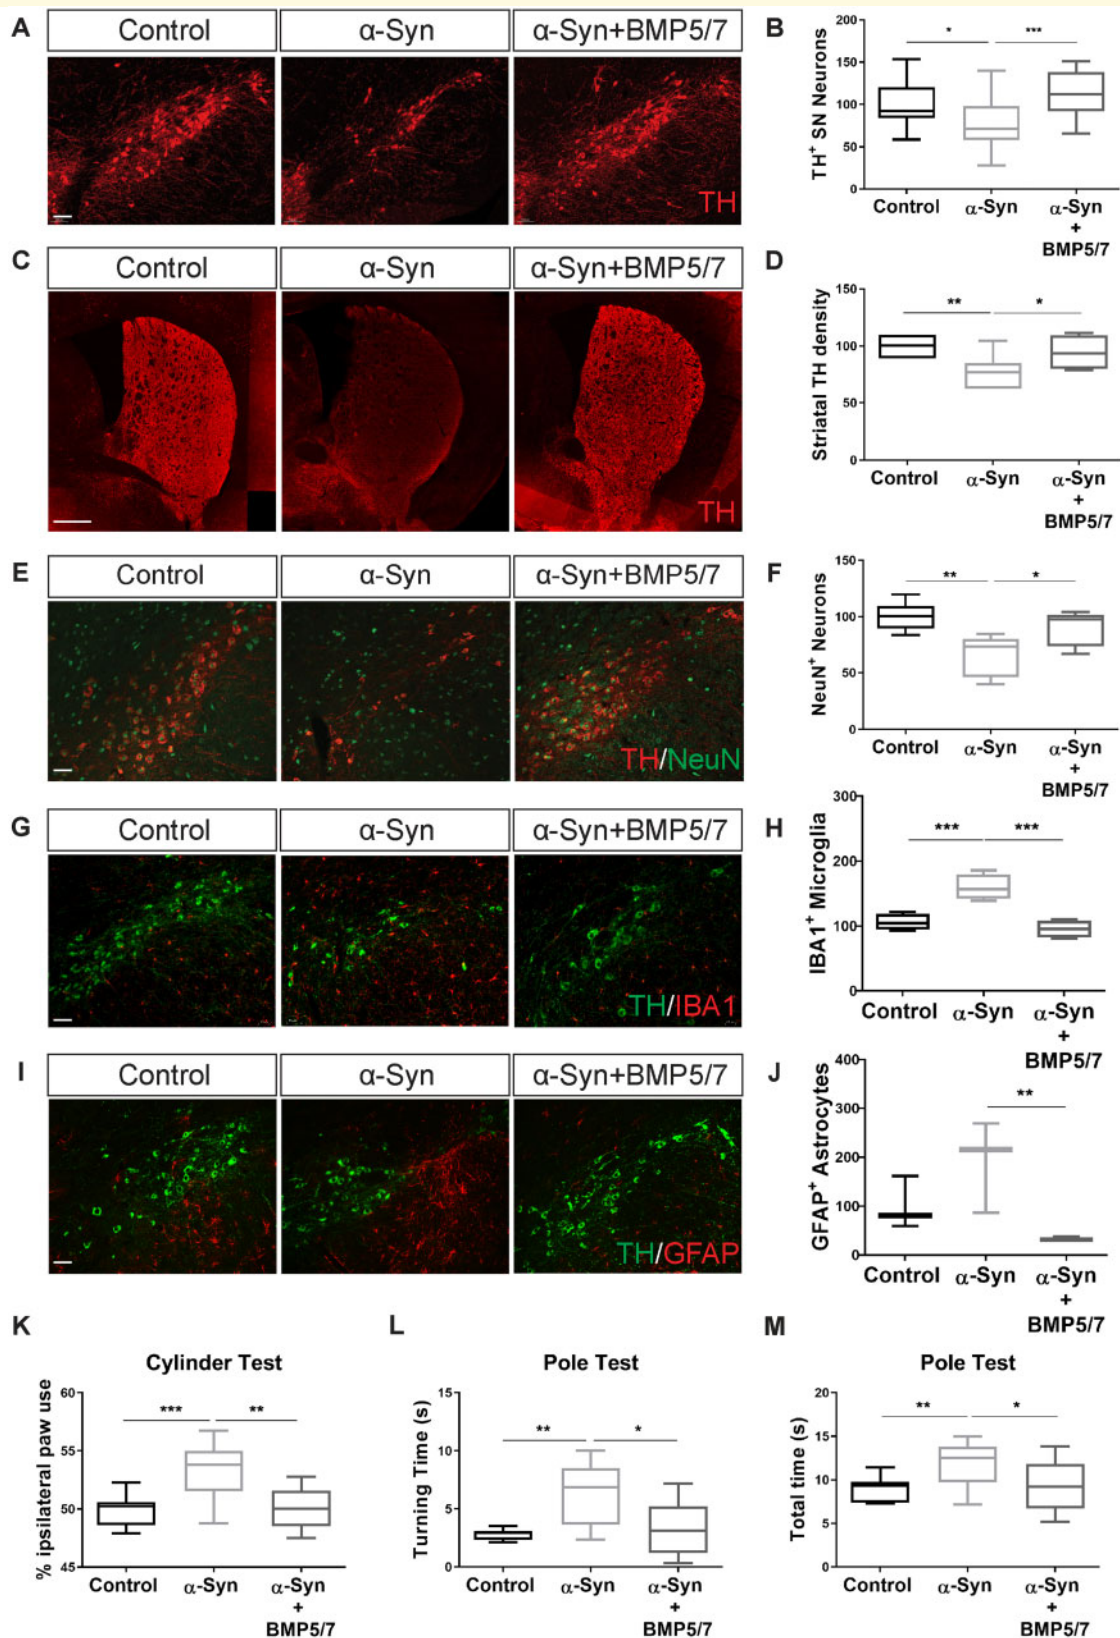 A
Control
α-Syn
α-Syn+BMP5/7
TH
B
TH+ SN Neurons
200
150
100
50
0
*
***
Control
α-Syn
α-Syn
+
BMP5/7
C
Control
α-Syn
α-Syn+BMP5/7
TH
D
Striatal TH density
150
100
50
0
**
*
Control
α-Syn
α-Syn
+
BMP5/7
E
Control
α-Syn
α-Syn+BMP5/7
TH/NeuN
F
NeuN+ Neurons
150
100
50
0
**
*
Control
α-Syn
α-Syn
+
BMP5/7
G
Control
α-Syn
α-Syn+BMP5/7
TH/IBA1
H
IBA1+ Microglia
300
200
100
0
***
***
Control
α-Syn
α-Syn
+
BMP5/7
I
Control
α-Syn
α-Syn+BMP5/7
TH/GFAP
J
GFAP+ Astrocytes
400
300
200
100
0
**
Control
α-Syn
α-Syn
+
BMP5/7
K
Cylinder Test
% ipsilateral paw use
60
55
50
45
***
**
Control
α-Syn
α-Syn
+
BMP5/7
L
Pole Test
Turning Time (s)
15
10
5
0
**
*
Control
α-Syn
α-Syn
+
BMP5/7
M
Pole Test
Total time (s)
20
15
10
5
0
**
*
Control
α-Syn
α-Syn
+
BMP5/7